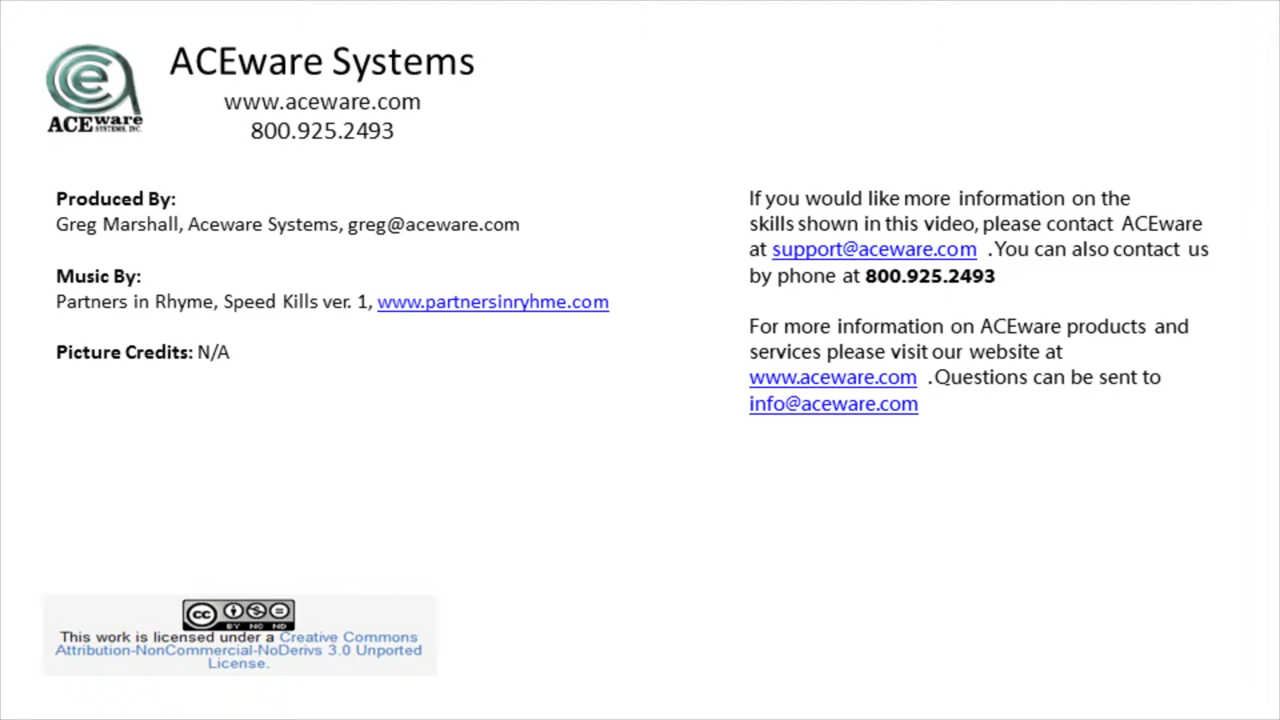 ACEware
SYSTEMS, INC.
ACEware Systems
www.aceware.com
800.925.2493
Produced By:
Greg Marshall, Aceware Systems, greg@aceware.com
Music By:
Partners in Rhyme, Speed Kills ver. 1, www.partnersinryhme.com
Picture Credits: N/A
If you would like more information on the
skills shown in this video, please contact ACEware
at support@aceware.com . You can also contact us
by phone at 800.925.2493
For more information on ACEware products and
services please visit our website at
www.aceware.com . Questions can be sent to
info@aceware.com
cc BY NC ND
This work is licensed under a Creative Commons
Attribution-NonCommercial-NoDerivs 3.0 Unported
License.